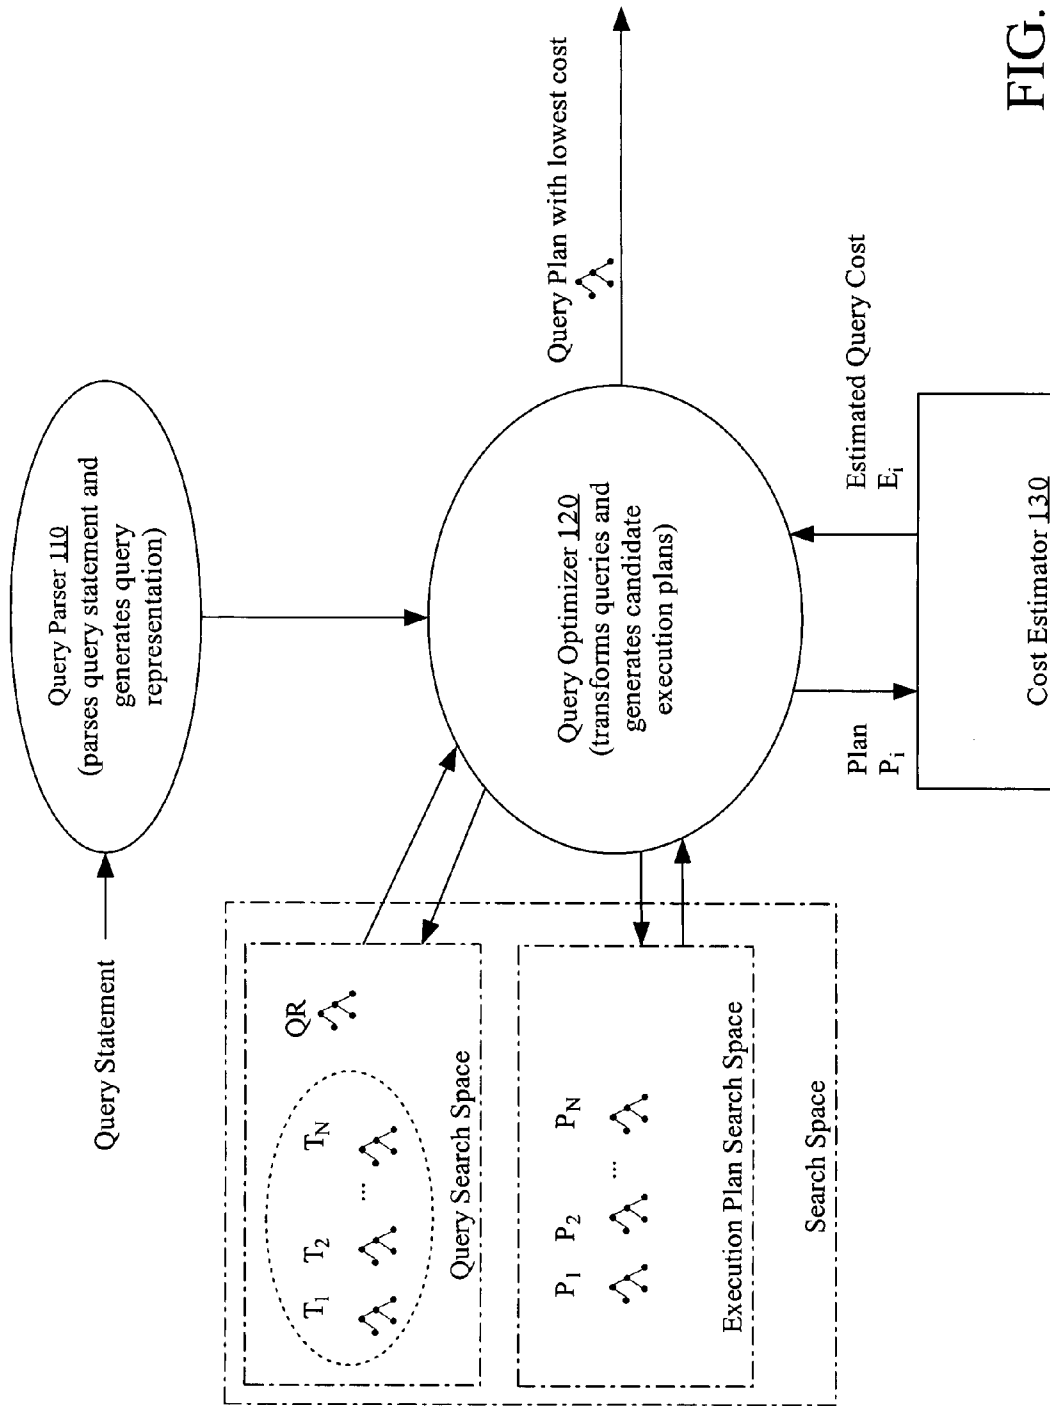 Query Statement
Query Parser 110
(parses query statement and
generates query
representation)
QR
T1 T2 ... TN
Query Search Space
P1 P2 ... PN
Execution Plan Search Space
Search Space
Query Optimizer 120
(transforms queries and
generates candidate
execution plans)
Query Plan with lowest cost
Plan
Pi
Estimated Query Cost
Ei
Cost Estimator 130
FIG.